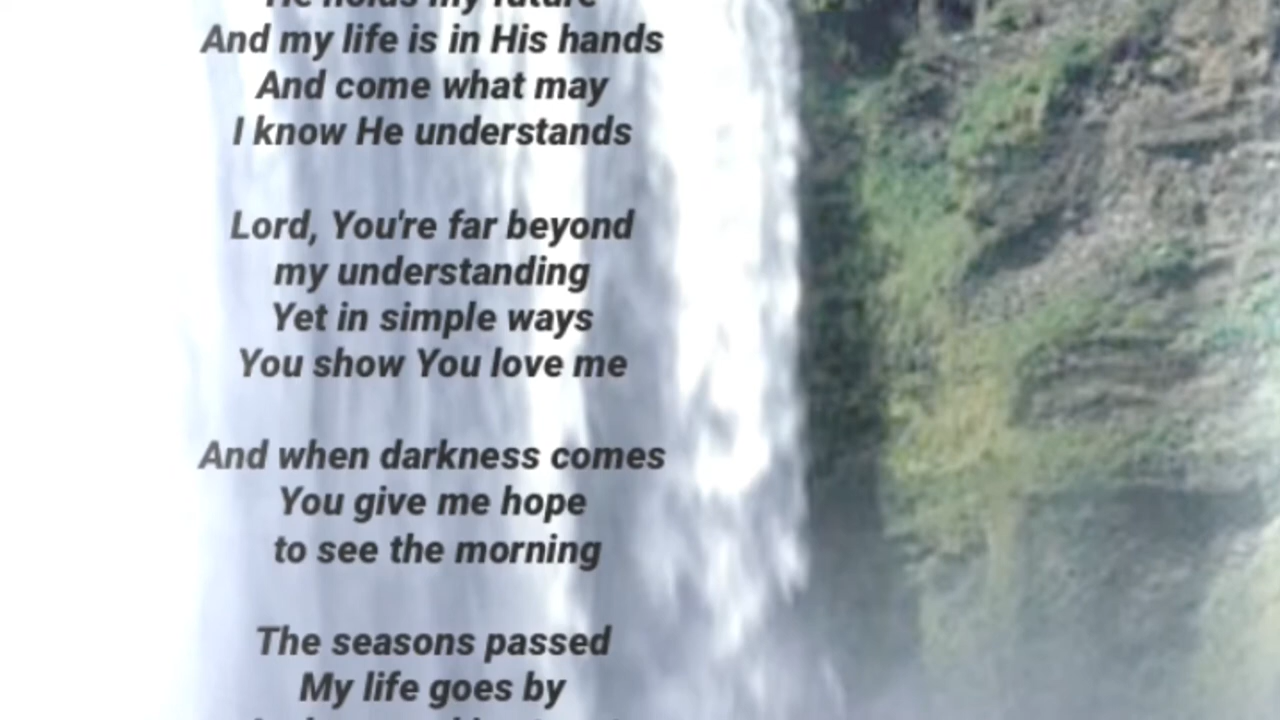 He holds my future
And my life is in His hands
And come what may
I know He understands
Lord, You're far beyond
my understanding
Yet in simple ways
You show You love me
And when darkness comes
You give me hope
to see the morning
The seasons passed
My life goes by